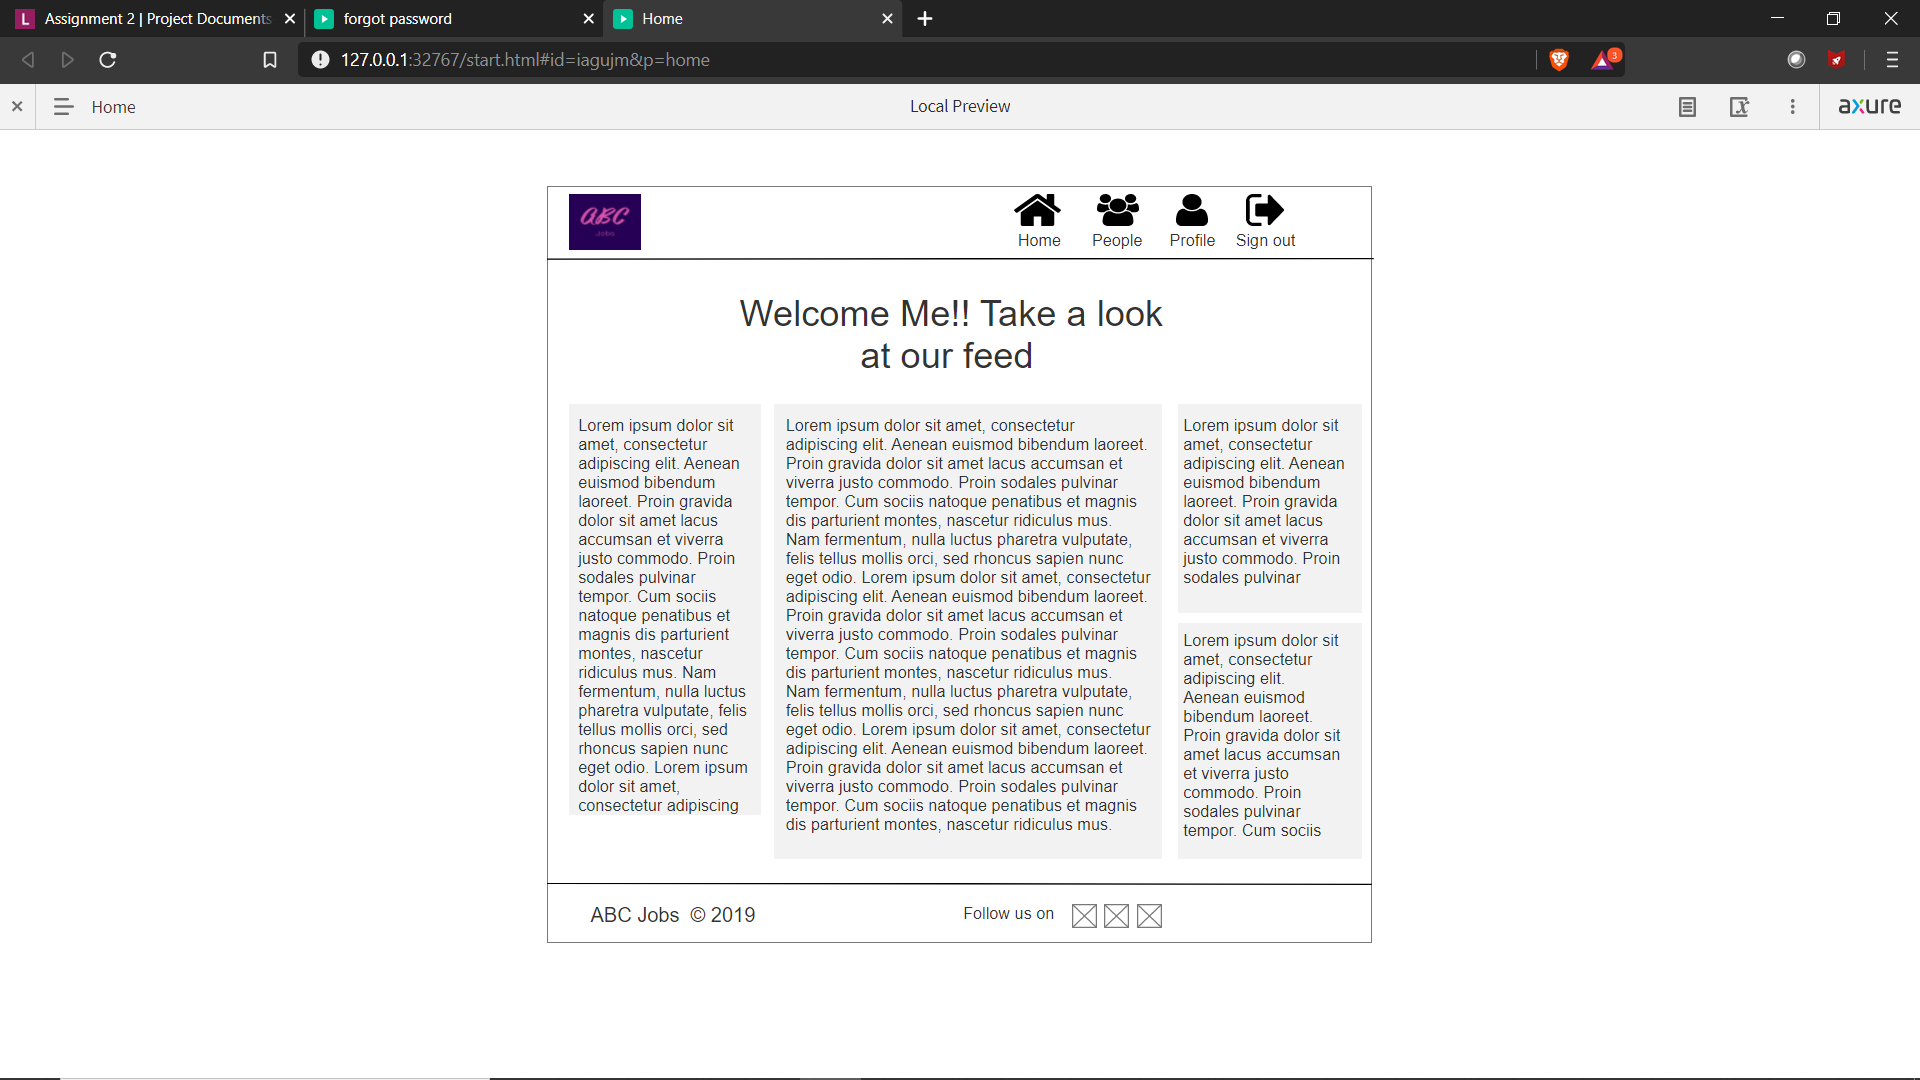 Assignment 2 | Project Documents
forgot password
Home
127.0.0.1:32767/start.html#id=iagujm&p=home
3
Home
Local Preview
axure
ABC
Jobs
Home
People
Profile
Sign out
Welcome Me!! Take a look
at our feed
Lorem ipsum dolor sit
amet, consectetur
adipiscing elit. Aenean
euismod bibendum
laoreet. Proin gravida
dolor sit amet lacus
accumsan et viverra
justo commodo. Proin
sodales pulvinar
tempor. Cum sociis
natoque penatibus et
magnis dis parturient
montes, nascetur
ridiculus mus. Nam
fermentum, nulla luctus
pharetra vulputate, felis
tellus mollis orci, sed
rhoncus sapien nunc
eget odio. Lorem ipsum
dolor sit amet,
consectetur adipiscing
Lorem ipsum dolor sit amet, consectetur
adipiscing elit. Aenean euismod bibendum laoreet.
Proin gravida dolor sit amet lacus accumsan et
viverra justo commodo. Proin sodales pulvinar
tempor. Cum sociis natoque penatibus et magnis
dis parturient montes, nascetur ridiculus mus.
Nam fermentum, nulla luctus pharetra vulputate,
felis tellus mollis orci, sed rhoncus sapien nunc
eget odio. Lorem ipsum dolor sit amet, consectetur
adipiscing elit. Aenean euismod bibendum laoreet.
Proin gravida dolor sit amet lacus accumsan et
viverra justo commodo. Proin sodales pulvinar
tempor. Cum sociis natoque penatibus et magnis
dis parturient montes, nascetur ridiculus mus.
Nam fermentum, nulla luctus pharetra vulputate,
felis tellus mollis orci, sed rhoncus sapien nunc
eget odio. Lorem ipsum dolor sit amet, consectetur
adipiscing elit. Aenean euismod bibendum laoreet.
Proin gravida dolor sit amet lacus accumsan et
viverra justo commodo. Proin sodales pulvinar
tempor. Cum sociis natoque penatibus et magnis
dis parturient montes, nascetur ridiculus mus.
Lorem ipsum dolor sit
amet, consectetur
adipiscing elit. Aenean
euismod bibendum
laoreet. Proin gravida
dolor sit amet lacus
accumsan et viverra
justo commodo. Proin
sodales pulvinar
Lorem ipsum dolor sit
amet, consectetur
adipiscing elit.
Aenean euismod
bibendum laoreet.
Proin gravida dolor sit
amet lacus accumsan
et viverra justo
commodo. Proin
sodales pulvinar
tempor. Cum sociis
ABC Jobs © 2019
Follow us on